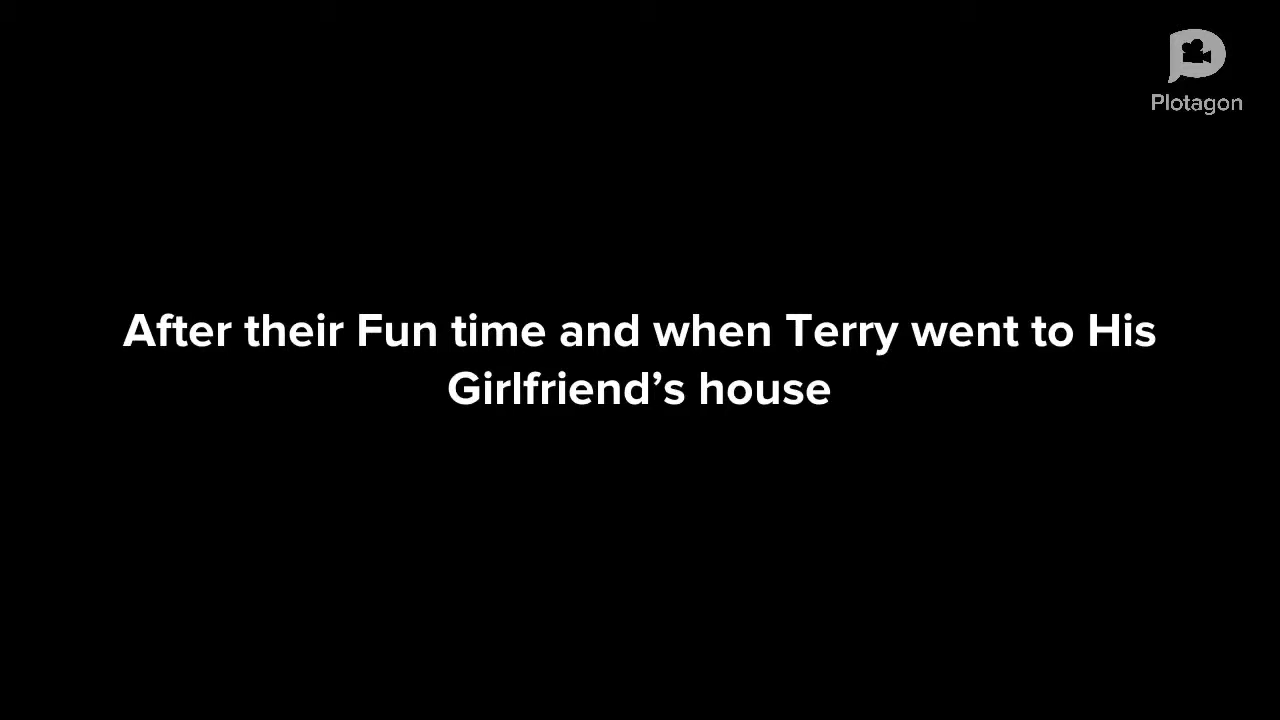 Plotagon
After their Fun time and when Terry went to His
Girlfriend’s house